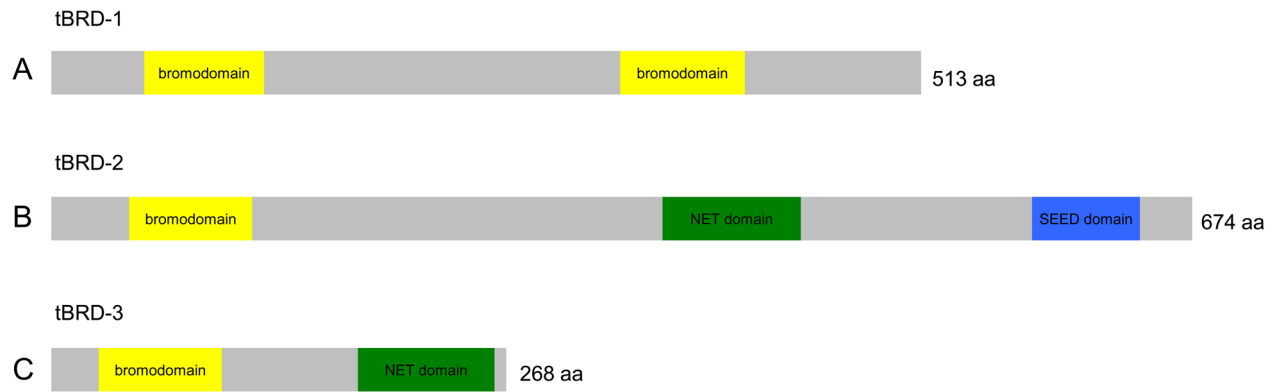 tBRD-1
A bromodomain bromodomain 513 aa
tBRD-2
B bromodomain NET domain SEED domain 674 aa
tBRD-3
C bromodomain NET domain 268 aa